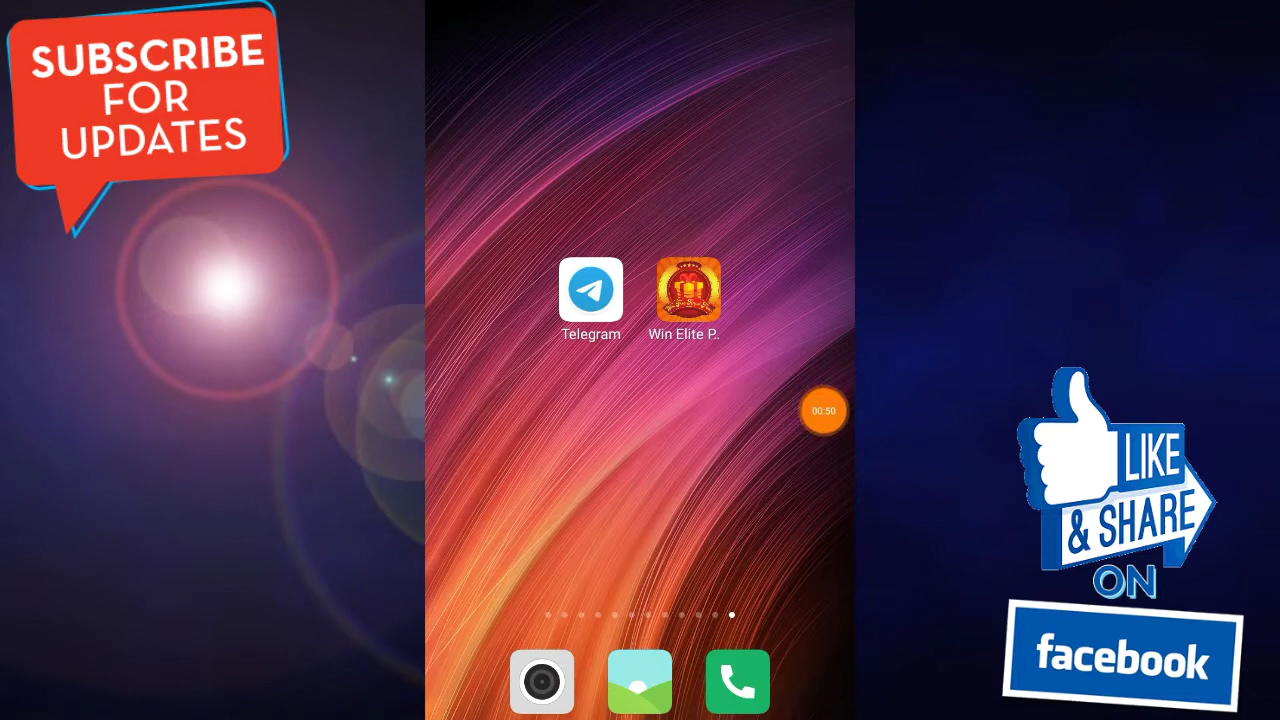 SUBSCRIBE
FOR
UPDATES
Telegram
Win Elite P..
00:50
LIKE
& SHARE
ON
facebook